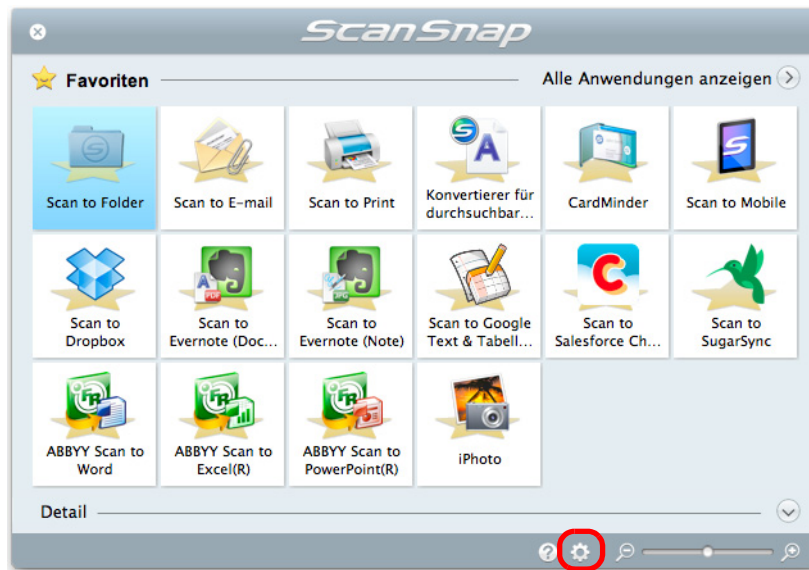 ScanSnap
Favoriten
Alle Anwendungen anzeigen
Scan to Folder
Scan to E-mail
Scan to Print
Konvertierer für
durchsuchbar...
CardMinder
Scan to Mobile
Scan to
Dropbox
Scan to
Evernote (Doc...
Scan to
Evernote (Note)
Scan to Google
Text & Tabell...
Scan to
Salesforce Ch...
Scan to
SugarSync
ABBYY Scan to
Word
ABBYY Scan to
Excel(R)
ABBYY Scan to
PowerPoint(R)
iPhoto
Detail